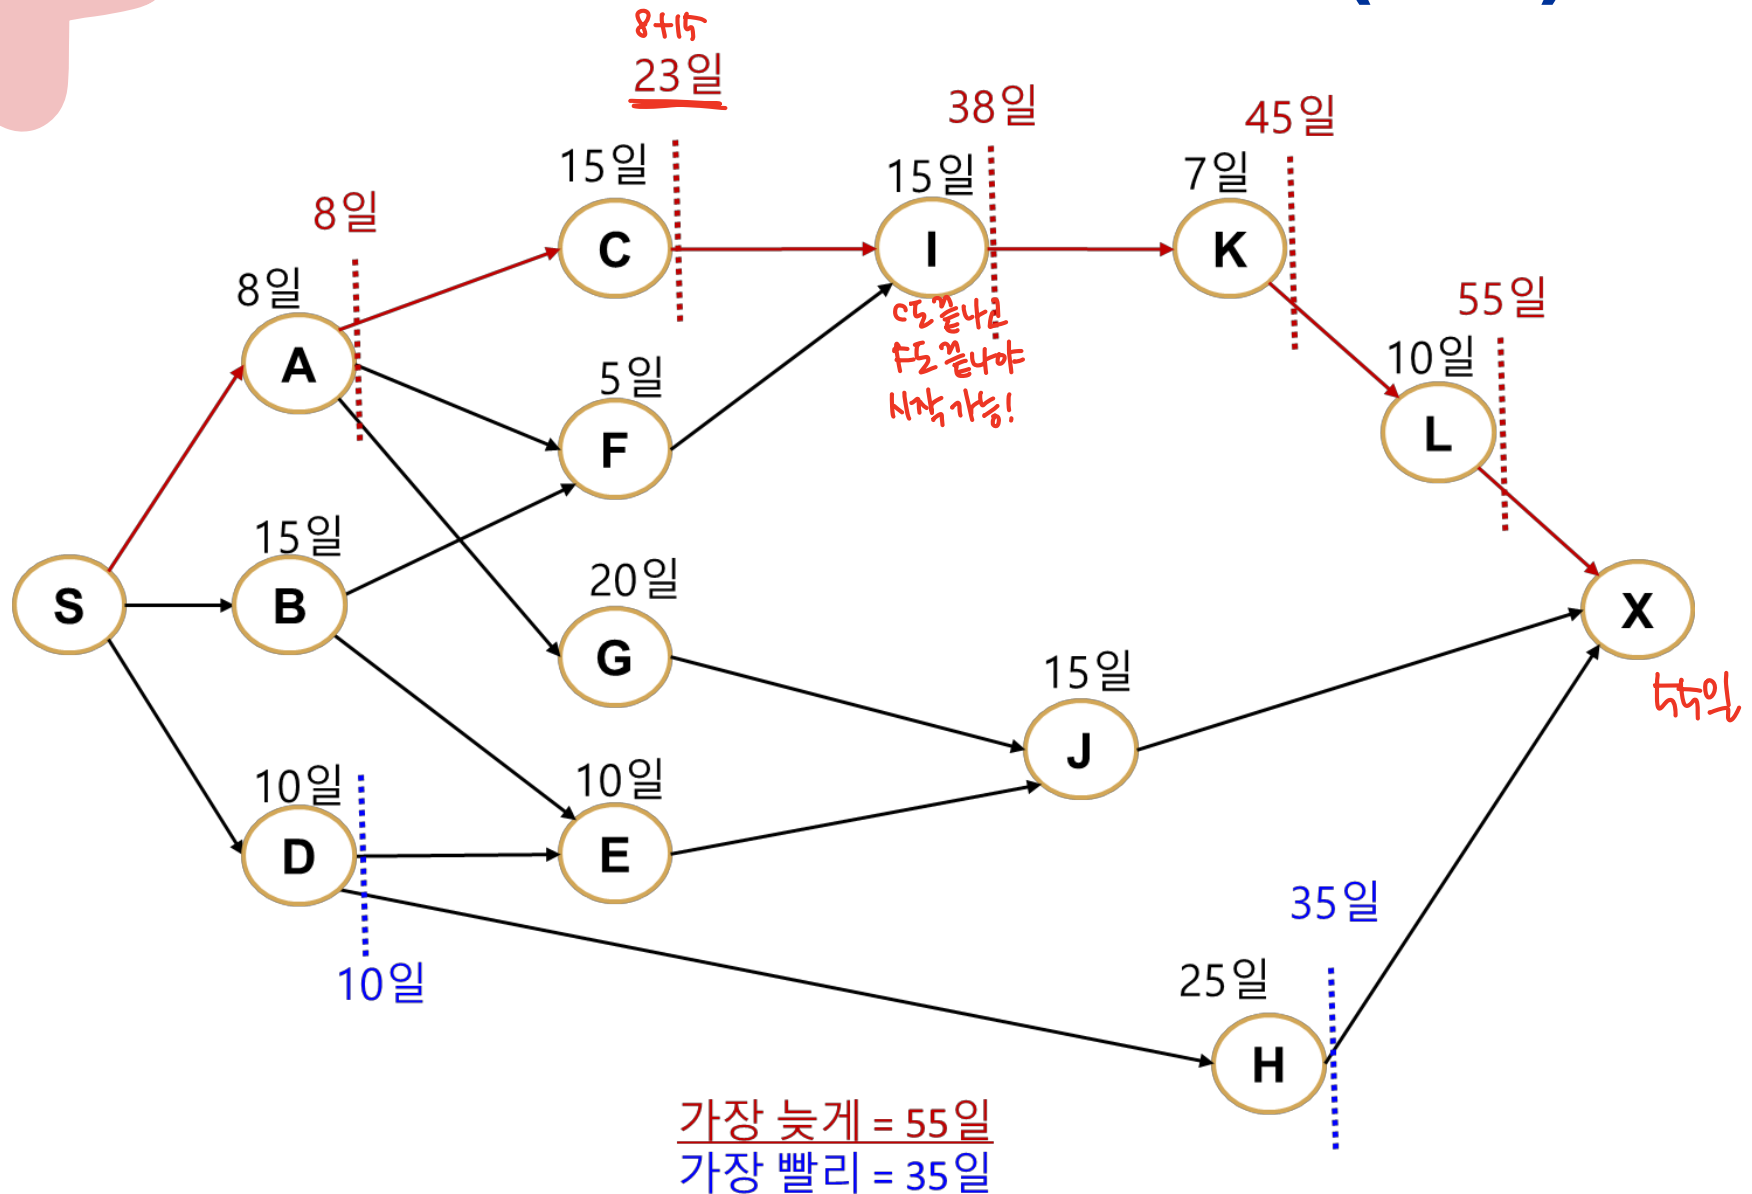 8+15
23일
38일
45일
15일
15일
7일
8일
C
I
K
55일
8일
C도 끝나고
F도 끝나야
시작 가능!
10일
A
5일
F
L
15일
20일
S
B
G
X
55일
15일
J
10일
10일
D
E
10일
35일
25일
H
가장 늦게 = 55일
가장 빨리 = 35일